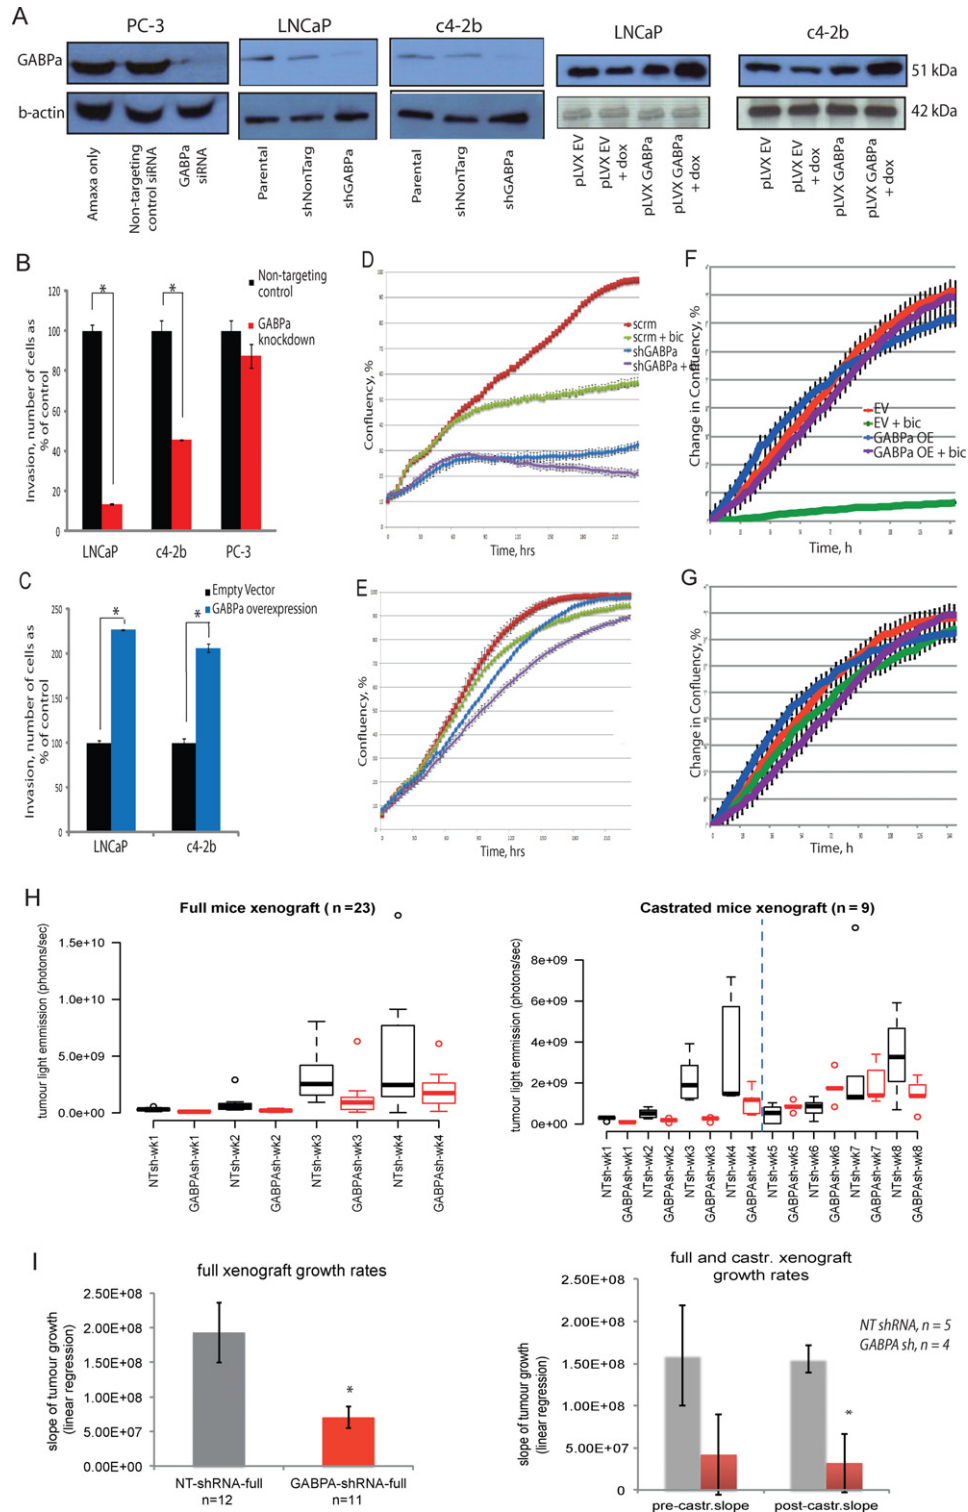 A
PC-3
LNCaP
c4-2b
LNCaP
c4-2b
GABPa
51 kDa
b-actin
42 kDa
Amaxa only
Non-targeting
control siRNA
GABPa
siRNA
Parental
shNonTarg
shGABPa
Parental
shNonTarg
shGABPa
pLVX EV
pLVX EV
+ dox
pLVX GABPa
pLVX GABPa
+ dox
pLVX EV
pLVX EV
+ dox
pLVX GABPa
pLVX GABPa
+ dox
B
Non-targeting
control
GABPa
knockdown
Invasion, number of cells as
% of control
120
100
80
60
40
20
0
*
*
LNCaP
c4-2b
PC-3
C
Empty Vector
GABPa overexpression
Invasion, number of cells as
% of control
250
200
150
100
50
0
*
*
LNCaP
c4-2b
D
scrm
scrm + bic
shGABPa
shGABPa +
Confluency, %
Time, hrs
E
Confluency, %
Time, hrs
F
EV
EV + bic
GABPa OE
GABPa OE + bic
Change in Confluency, %
Time, h
G
Change in Confluency, %
Time, h
H
Full mice xenograft ( n =23)
tumour light emmission (photons/sec)
1.5e+10
1.0e+10
5.0e+09
0.0e+00
NTsh-wk1
GABPAsh-wk1
NTsh-wk2
GABPAsh-wk2
NTsh-wk3
GABPAsh-wk3
NTsh-wk4
GABPAsh-wk4
Castrated mice xenograft (n = 9)
tumour light emmission (photons/sec)
8e+09
6e+09
4e+09
2e+09
0e+00
NTsh-wk1
GABPAsh-wk1
NTsh-wk2
GABPAsh-wk2
NTsh-wk3
GABPAsh-wk3
NTsh-wk4
GABPAsh-wk4
NTsh-wk5
GABPAsh-wk5
NTsh-wk6
GABPAsh-wk6
NTsh-wk7
GABPAsh-wk7
NTsh-wk8
GABPAsh-wk8
I
full xenograft growth rates
slope of tumour growth
(linear regression)
2.50E+08
2.00E+08
1.50E+08
1.00E+08
5.00E+07
0.00E+00
*
NT-shRNA-full
n=12
GABPA-shRNA-full
n=11
full and castr. xenograft
growth rates
slope of tumour growth
(linear regression)
2.50E+08
2.00E+08
1.50E+08
1.00E+08
5.00E+07
0
NT shRNA, n = 5
GABPA sh, n = 4
*
pre-castr.slope
post-castr.slope